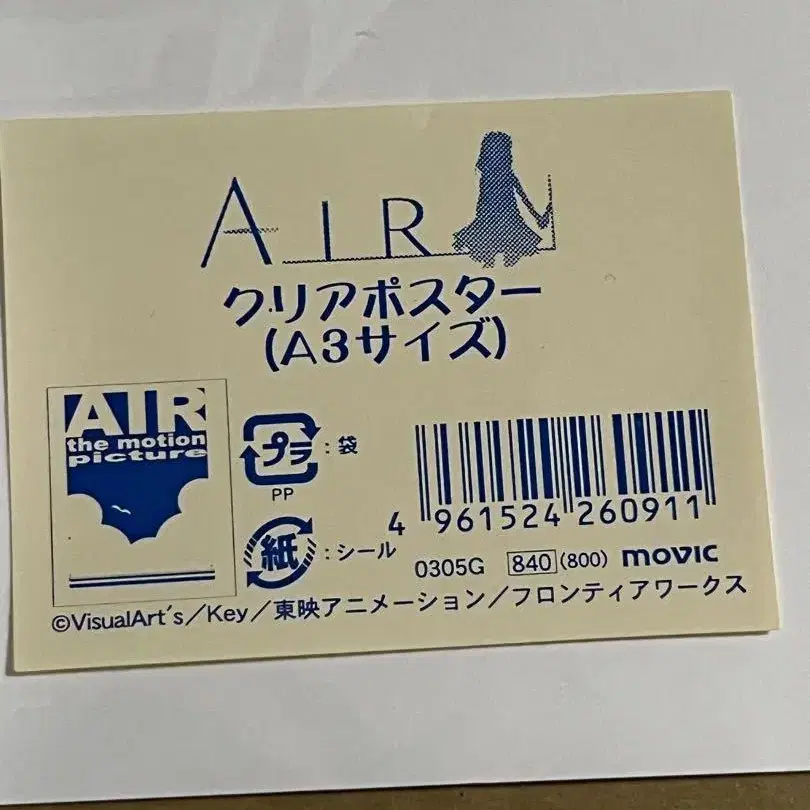 AIR
クリアポスター
(A3サイズ)
AIR
the motion
picture
プラ:袋
PP
紙:シール
4 961524 260911
0305G 840 (800) movic
©VisualArt's/Key/東映アニメーション/フロンティアワークス